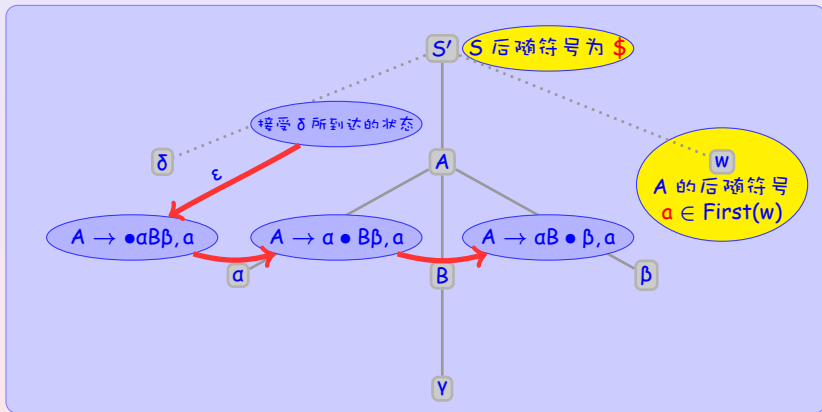 S′
S 后随符号为 $
接受 δ 所到达的状态
δ
ε
A
w
A 的后随符号
a ∈ First(w)
A → •αBβ, a
A → α • Bβ, a
A → αB • β, a
α
B
β
γ